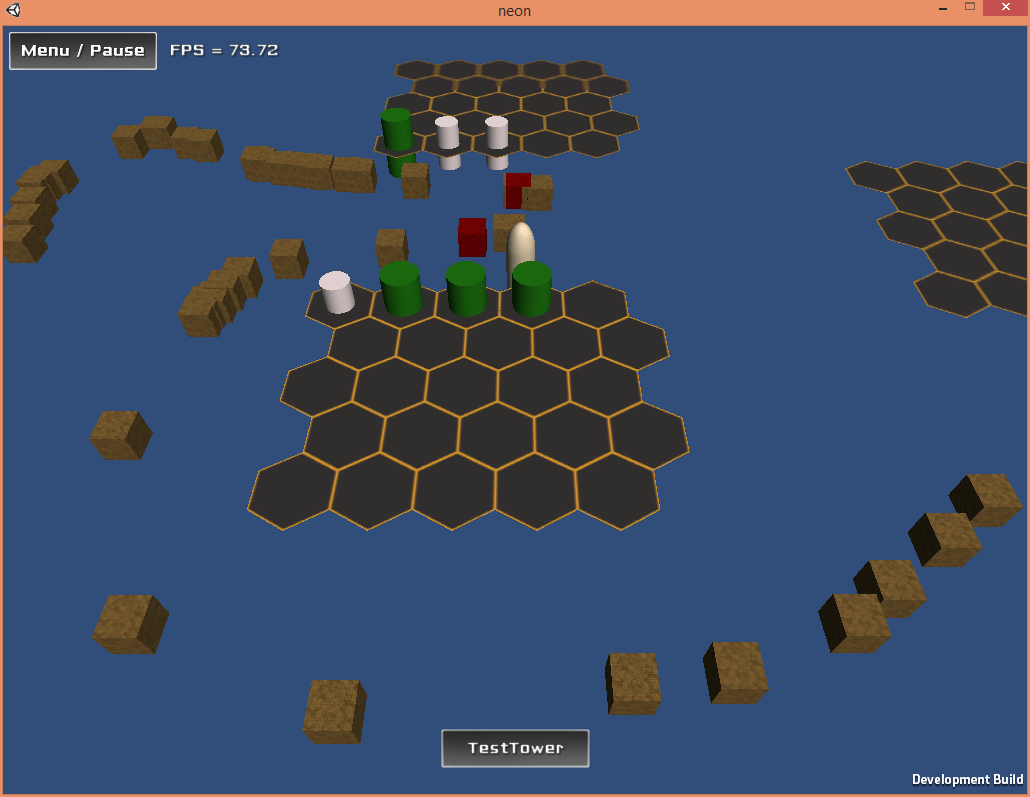 neon
Menu / Pause
FPS = 73.72
TestTower
Development Build